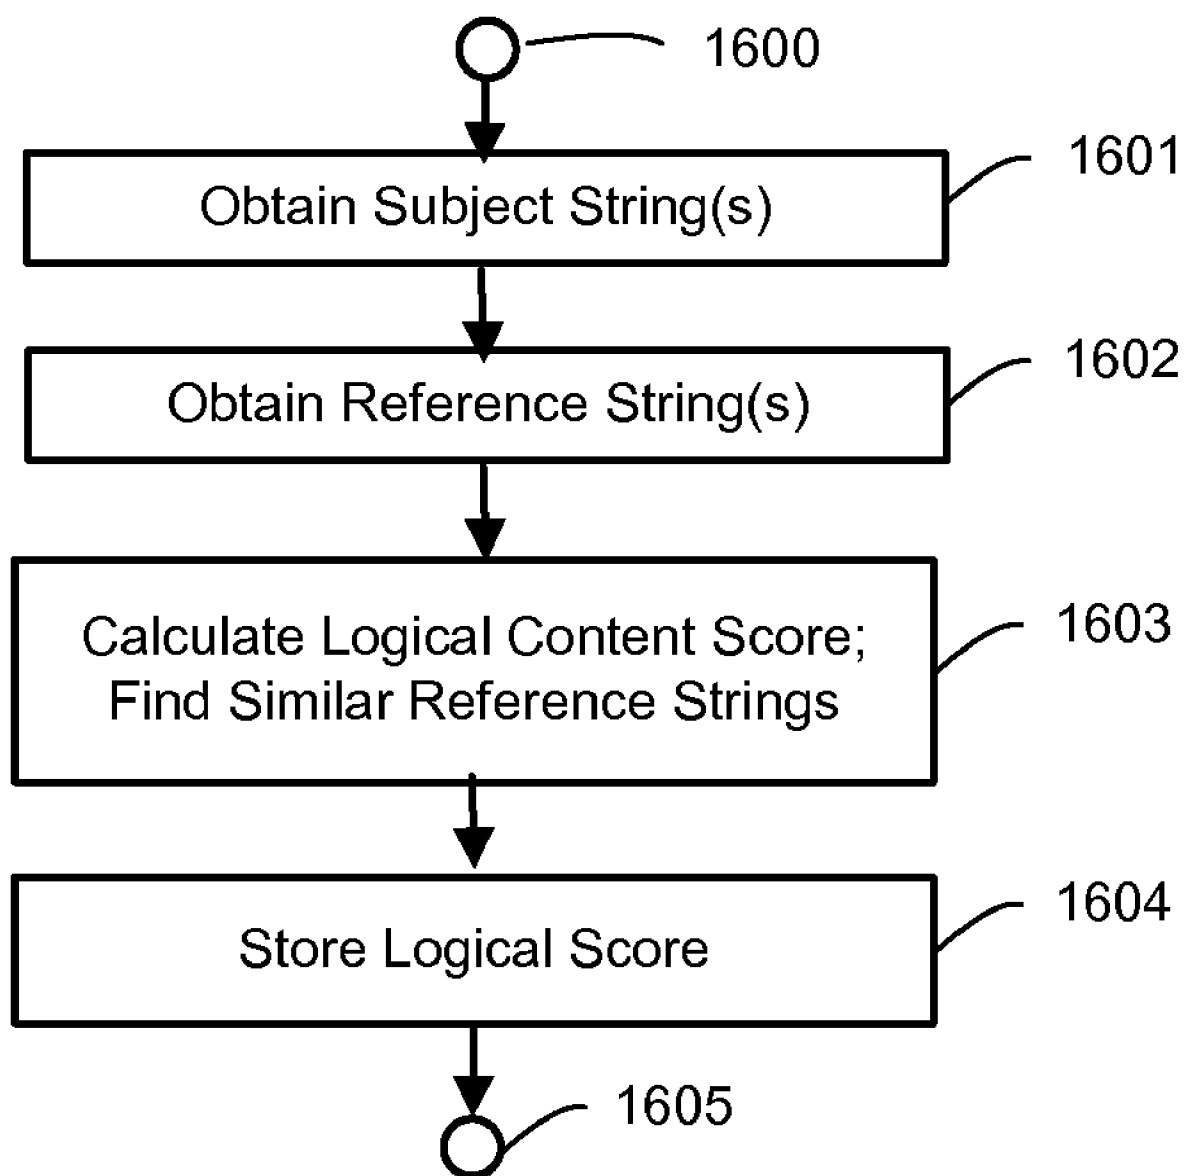 1600
1601
Obtain Subject String(s)
1602
Obtain Reference String(s)
1603
Calculate Logical Content Score;
Find Similar Reference Strings
1604
Store Logical Score
1605